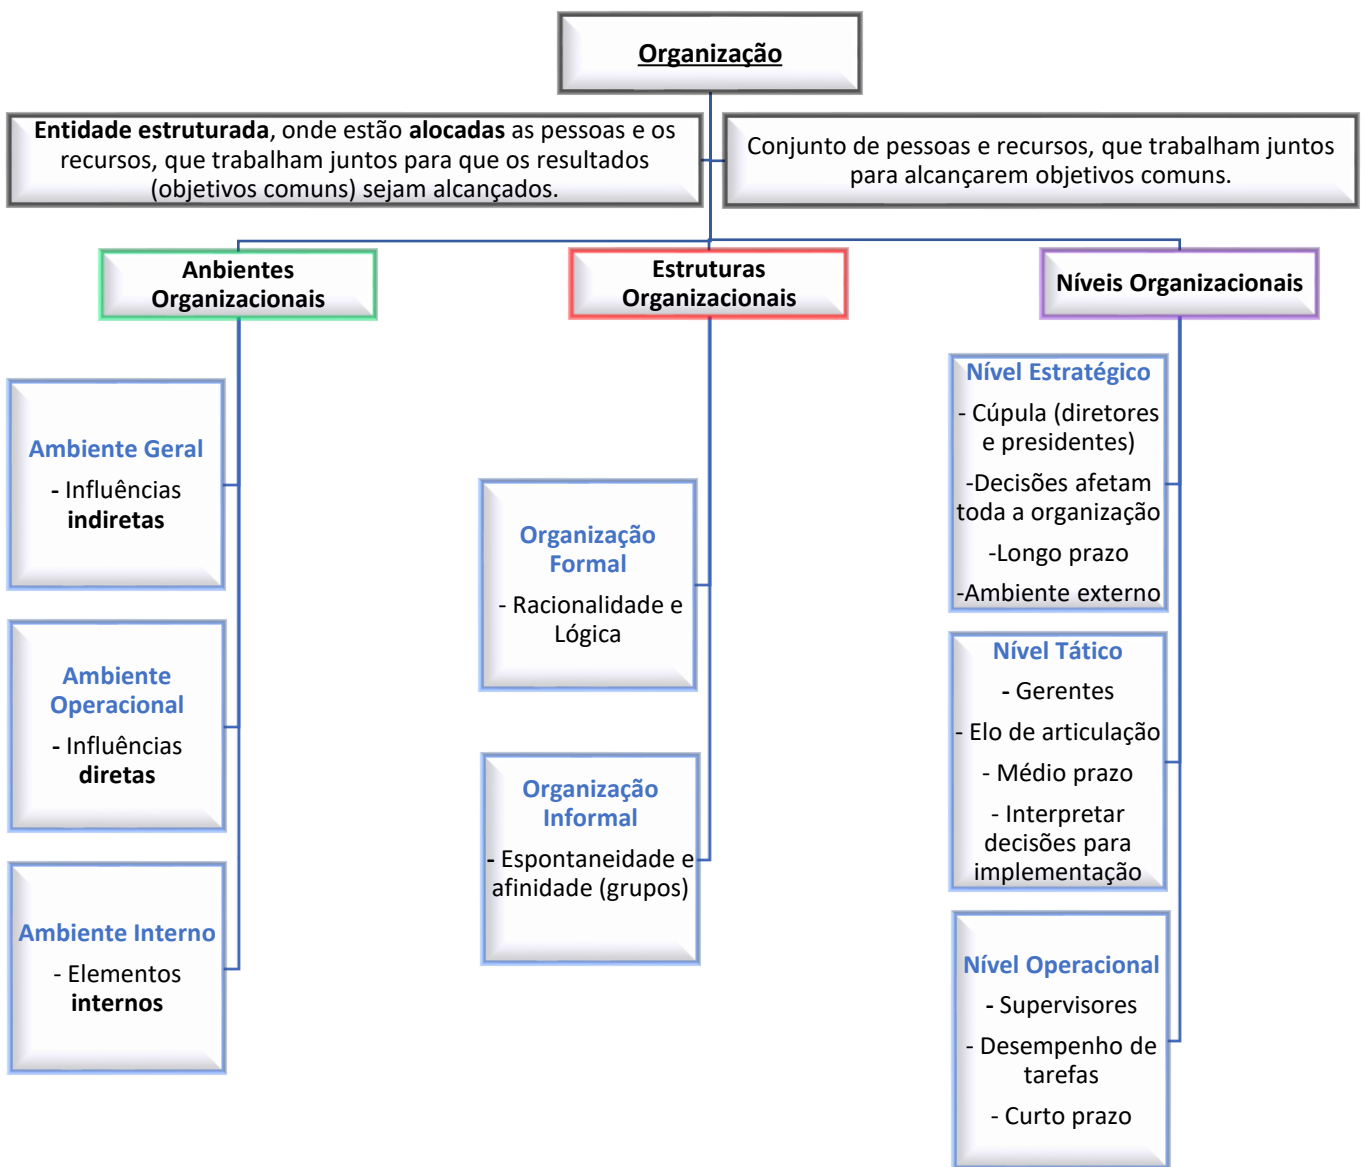 Organização
Entidade estruturada, onde estão alocadas as pessoas e os
recursos, que trabalham juntos para que os resultados
(objetivos comuns) sejam alcançados.
Conjunto de pessoas e recursos, que trabalham juntos
para alcançarem objetivos comuns.
Anbientes
Organizacionais
Ambiente Geral
- Influências
indiretas
Ambiente
Operacional
- Influências
diretas
Ambiente Interno
- Elementos
internos
Estruturas
Organizacionais
Organização
Formal
- Racionalidade e
Lógica
Organização
Informal
- Espontaneidade e
afinidade (grupos)
Níveis Organizacionais
Nível Estratégico
- Cúpula (diretores
e presidentes)
-Decisões afetam
toda a organização
-Longo prazo
-Ambiente externo
Nível Tático
- Gerentes
- Elo de articulação
- Médio prazo
- Interpretar
decisões para
implementação
Nível Operacional
- Supervisores
- Desempenho de
tarefas
- Curto prazo